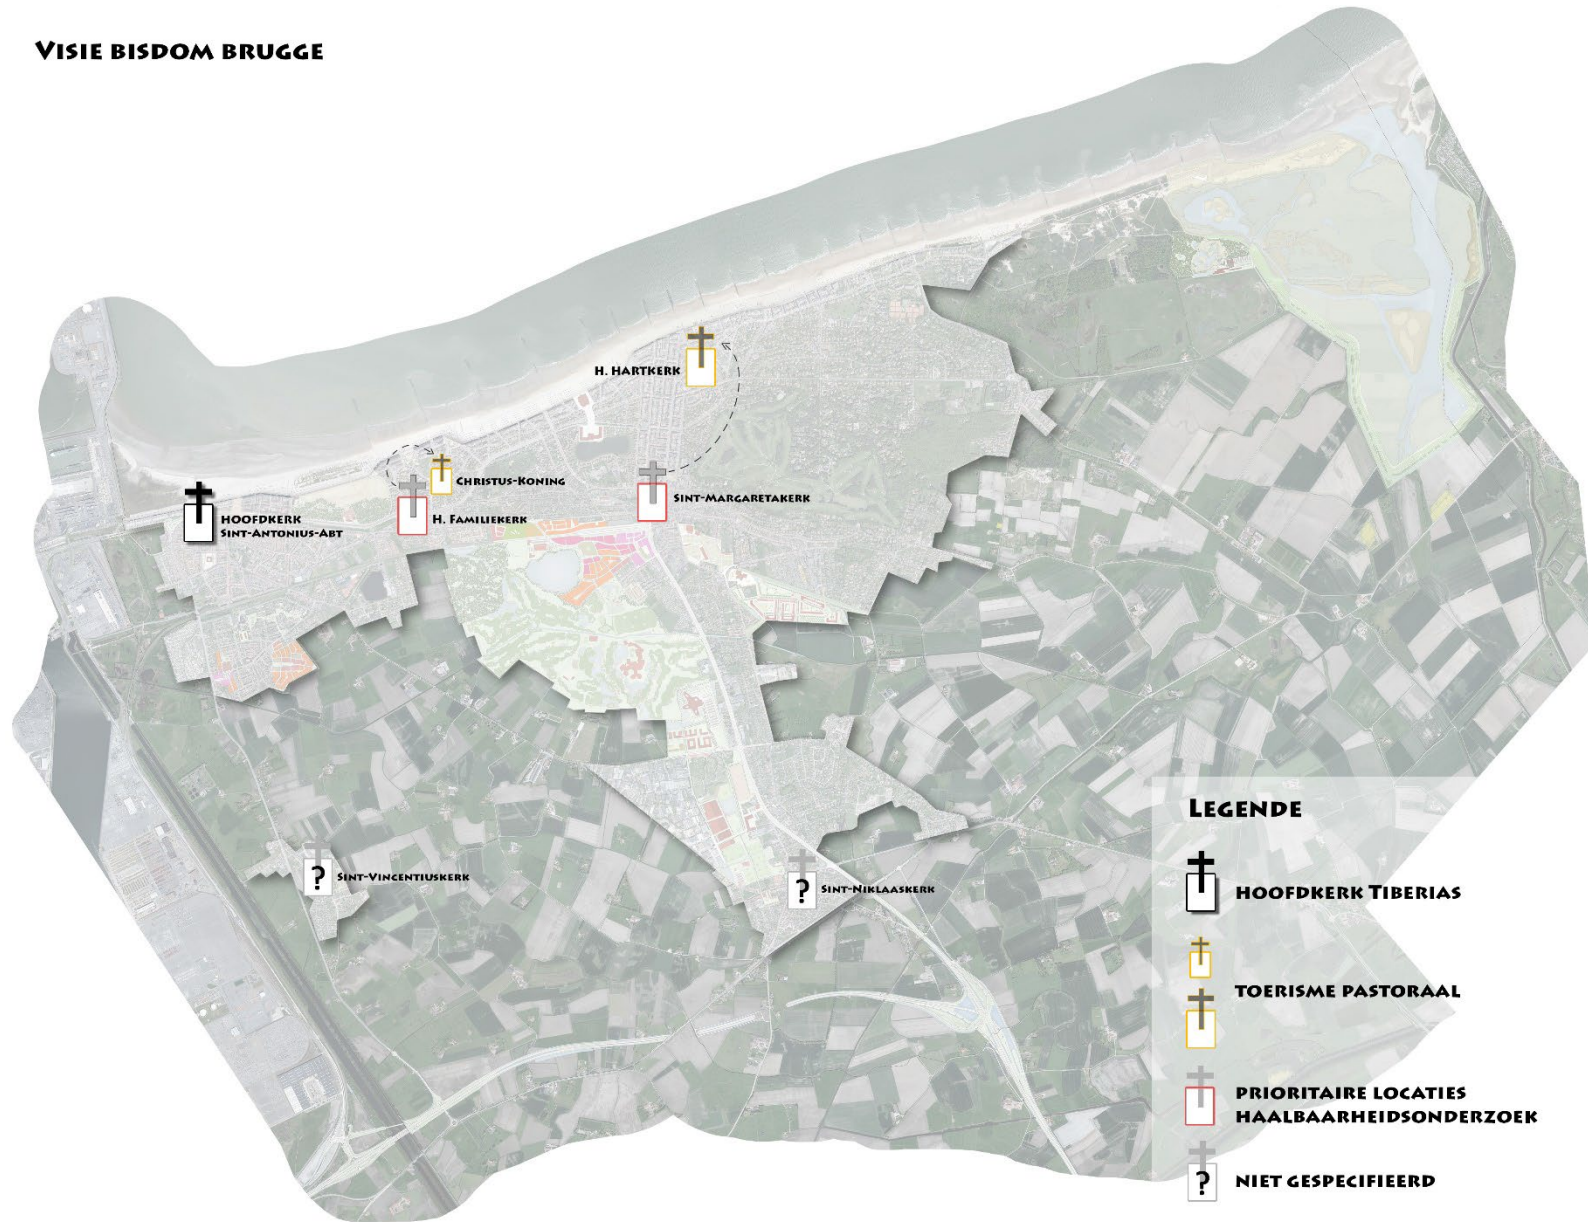 VISIE BISDOM BRUGGE
H. HARTKERK
CHRISTUS-KONING
SINT-MARGARETAKERK
HOOFDKERK
SINT-ANTONIUS-ABT
H. FAMILIEKERK
?
SINT-VINCENTIUSKERK
?
SINT-NIKLAASKERK
LEGENDE
HOOFDKERK TIBERIAS
TOERISME PASTORAAL
PRIORITAIRE LOCATIES
HAALBAARHEIDSONDERZOEK
?
NIET GESPECIFIEERD